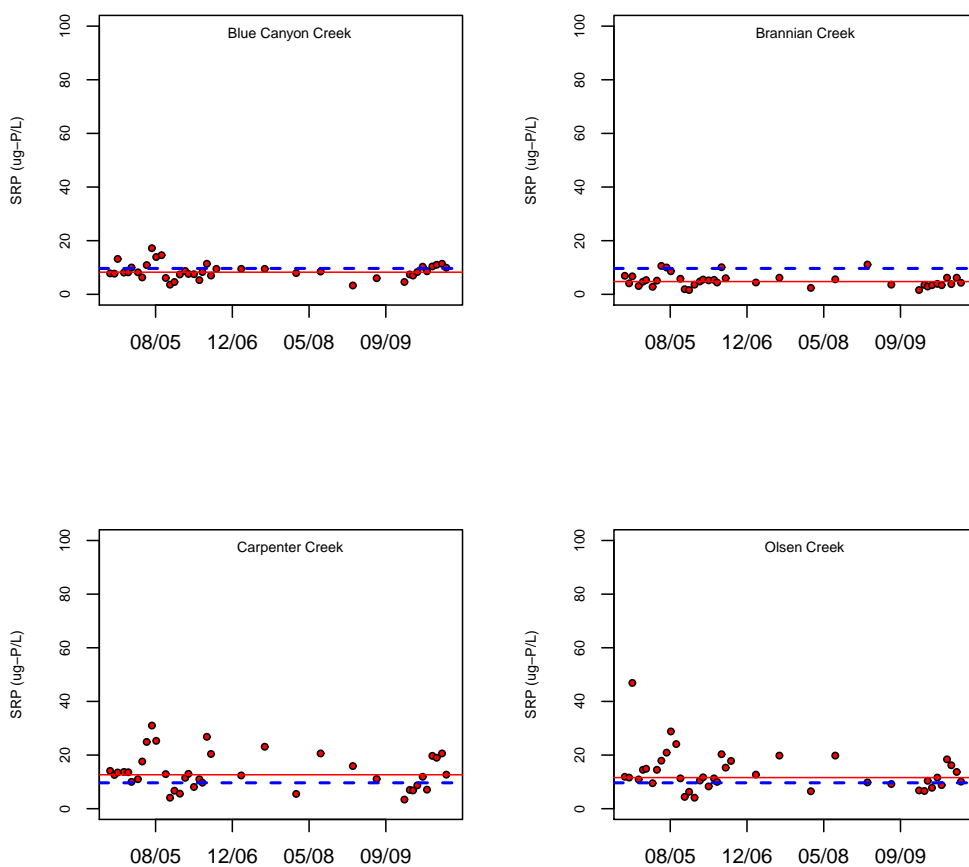 Blue Canyon Creek
SRP (ug-P/L)
100
80
60
40
20
0
08/05 12/06 05/08 09/09
Brannian Creek
SRP (ug-P/L)
100
80
60
40
20
0
08/05 12/06 05/08 09/09
Carpenter Creek
SRP (ug-P/L)
100
80
60
40
20
0
08/05 12/06 05/08 09/09
Olsen Creek
SRP (ug-P/L)
100
80
60
40
20
0
08/05 12/06 05/08 09/09